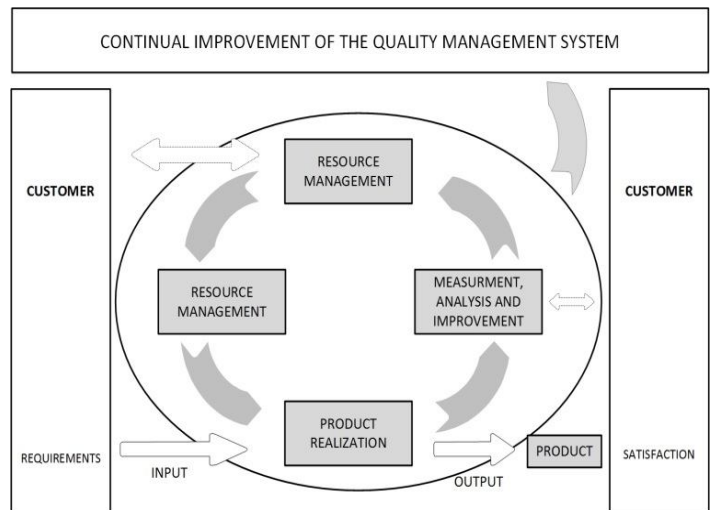 CONTINUAL IMPROVEMENT OF THE QUALITY MANAGEMENT SYSTEM
CUSTOMER
RESOURCE
MANAGEMENT
CUSTOMER
RESOURCE
MANAGEMENT
MEASURMENT,
ANALYSIS AND
IMPROVEMENT
PRODUCT
REALIZATION
REQUIREMENTS
INPUT
OUTPUT
PRODUCT
SATISFACTION